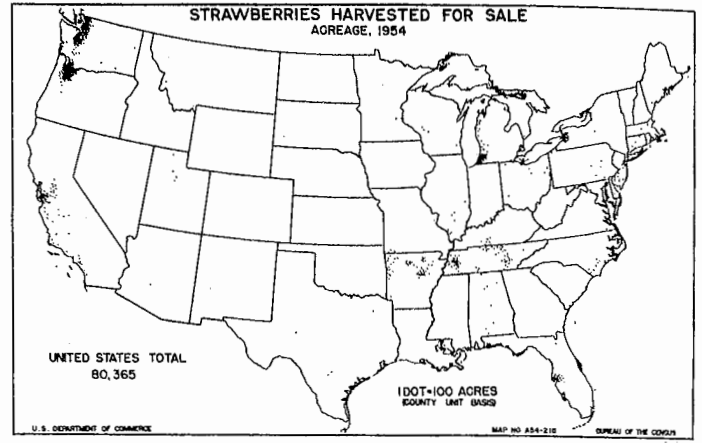 STRAWBERRIES HARVESTED FOR SALE
ACREAGE, 1954
UNITED STATES TOTAL
80,365
1 DOT=100 ACRES
(COUNTY UNIT BASIS)
U.S. DEPARTMENT OF COMMERCE
MAP NO A54-218
BUREAU OF THE CENSUS